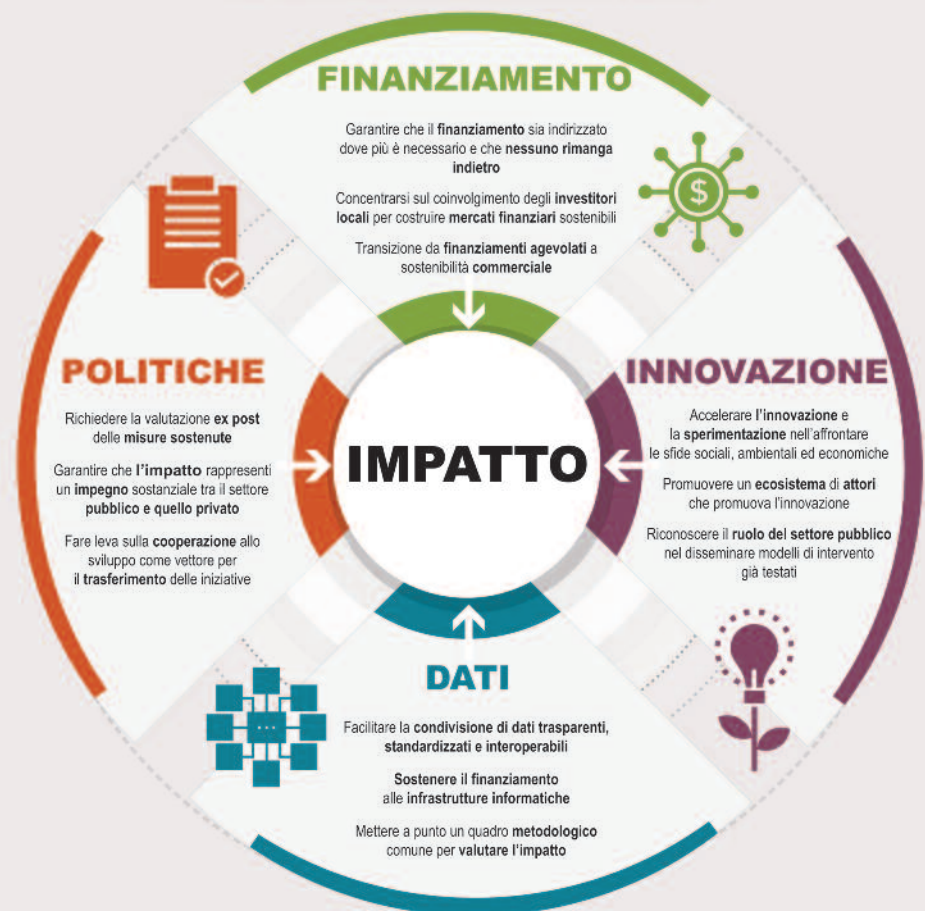 FINANZIAMENTO
Garantire che il finanziamento sia indirizzato
dove più è necessario e che nessuno rimanga
indietro
Concentrarsi sul coinvolgimento degli investitori
locali per costruire mercati finanziari sostenibili
Transizione da finanziamenti agevolati a
sostenibilità commerciale
$
POLITICHE
Richiedere la valutazione ex post
delle misure sostenute
Garantire che l'impatto rappresenti
un impegno sostanziale tra il settore
pubblico e quello privato
Fare leva sulla cooperazione allo
sviluppo come vettore per
il trasferimento delle iniziative
IMPATTO
INNOVAZIONE
Accelerare l'innovazione e
la sperimentazione nell'affrontare
le sfide sociali, ambientali ed economiche
Promuovere un ecosistema di attori
che promuova l'innovazione
Riconoscere il ruolo del settore pubblico
nel disseminare modelli di intervento
già testati
DATI
Facilitare la condivisione di dati trasparenti,
standardizzati e interoperabili
Sostenere il finanziamento
alle infrastrutture informatiche
Mettere a punto un quadro metodologico
comune per valutare l'impatto